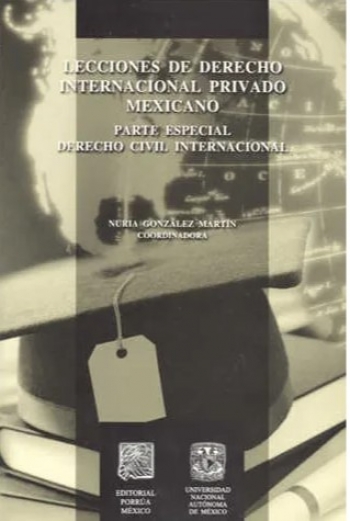 LECCIONES DE DERECHO
INTERNACIONAL PRIVADO
MEXICANO
PARTE ESPECIAL
DERECHO CIVIL INTERNACIONAL
NURIA GONZÁLEZ MARTÍN
COORDINADORA
EDITORIAL
PORRÚA
MÉXICO
UNIVERSIDAD
NACIONAL
AUTÓNOMA
DE MÉXICO